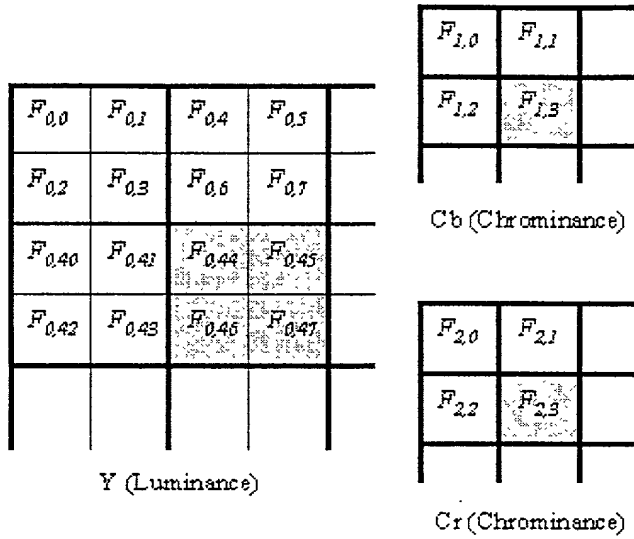 F0,0 F0,1 F0,4 F0,5
F0,2 F0,3 F0,6 F0,7
F0,40 F0,41 F0,44 F0,45
F0,42 F0,43 F0,46 F0,47
Y (Luminance)
F1,0 F1,1
F1,2 F1,3
Cb (Chrominance)
F2,0 F2,1
F2,2 F2,3
Cr (Chrominance)